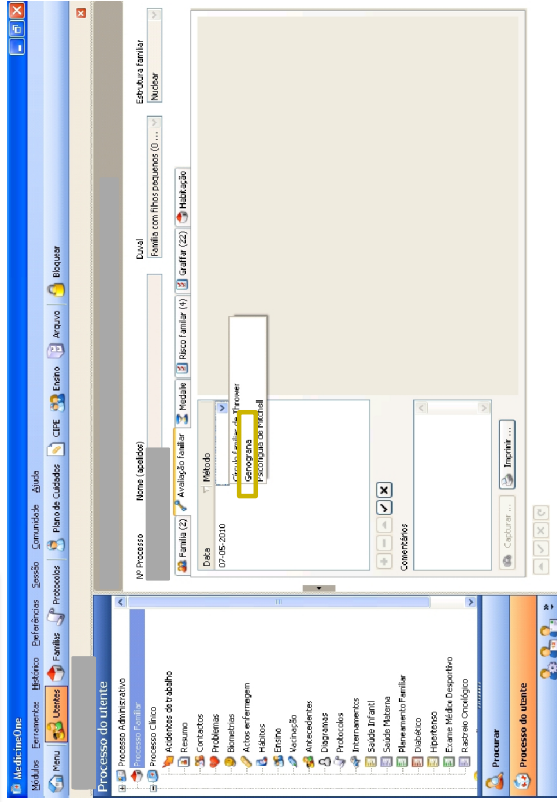 MedicineOne
Módulos Ferramentas Histórico Preferências Sessão Comunidade Ajuda
Menu Utentes Famílias Protocolos Plano de Cuidados CIPE Ensino Arquivo Bloquear
Processo do utente
Processo Administrativo
Processo Familiar
Processo Clínico
Acidentes de trabalho
Resumo
Contactos
Problemas
Biometrias
Actos enfermagem
Hábitos
Ensino
Vacinação
Antecedentes
Diagramas
Protocolos
Internamentos
Saúde Infantil
Saúde Materna
Planeamento Familiar
Diabético
Hipertenso
Exame Médico Desportivo
Rastreio Oncológico
Procurar
Processo do utente
Nº Processo Nome (apelidos) Duval Estrutura familiar
Família com filhos pequenos (0 ... Nuclear
Família (2) Avaliação familiar Medalie Risco familiar (4) Graffar (22) Habitação
Data Método
07-05-2010
Círculo familiar de Thrower
Genograma
Psicofigura de Mitchell
Comentários
Capturar ... Imprimir ...